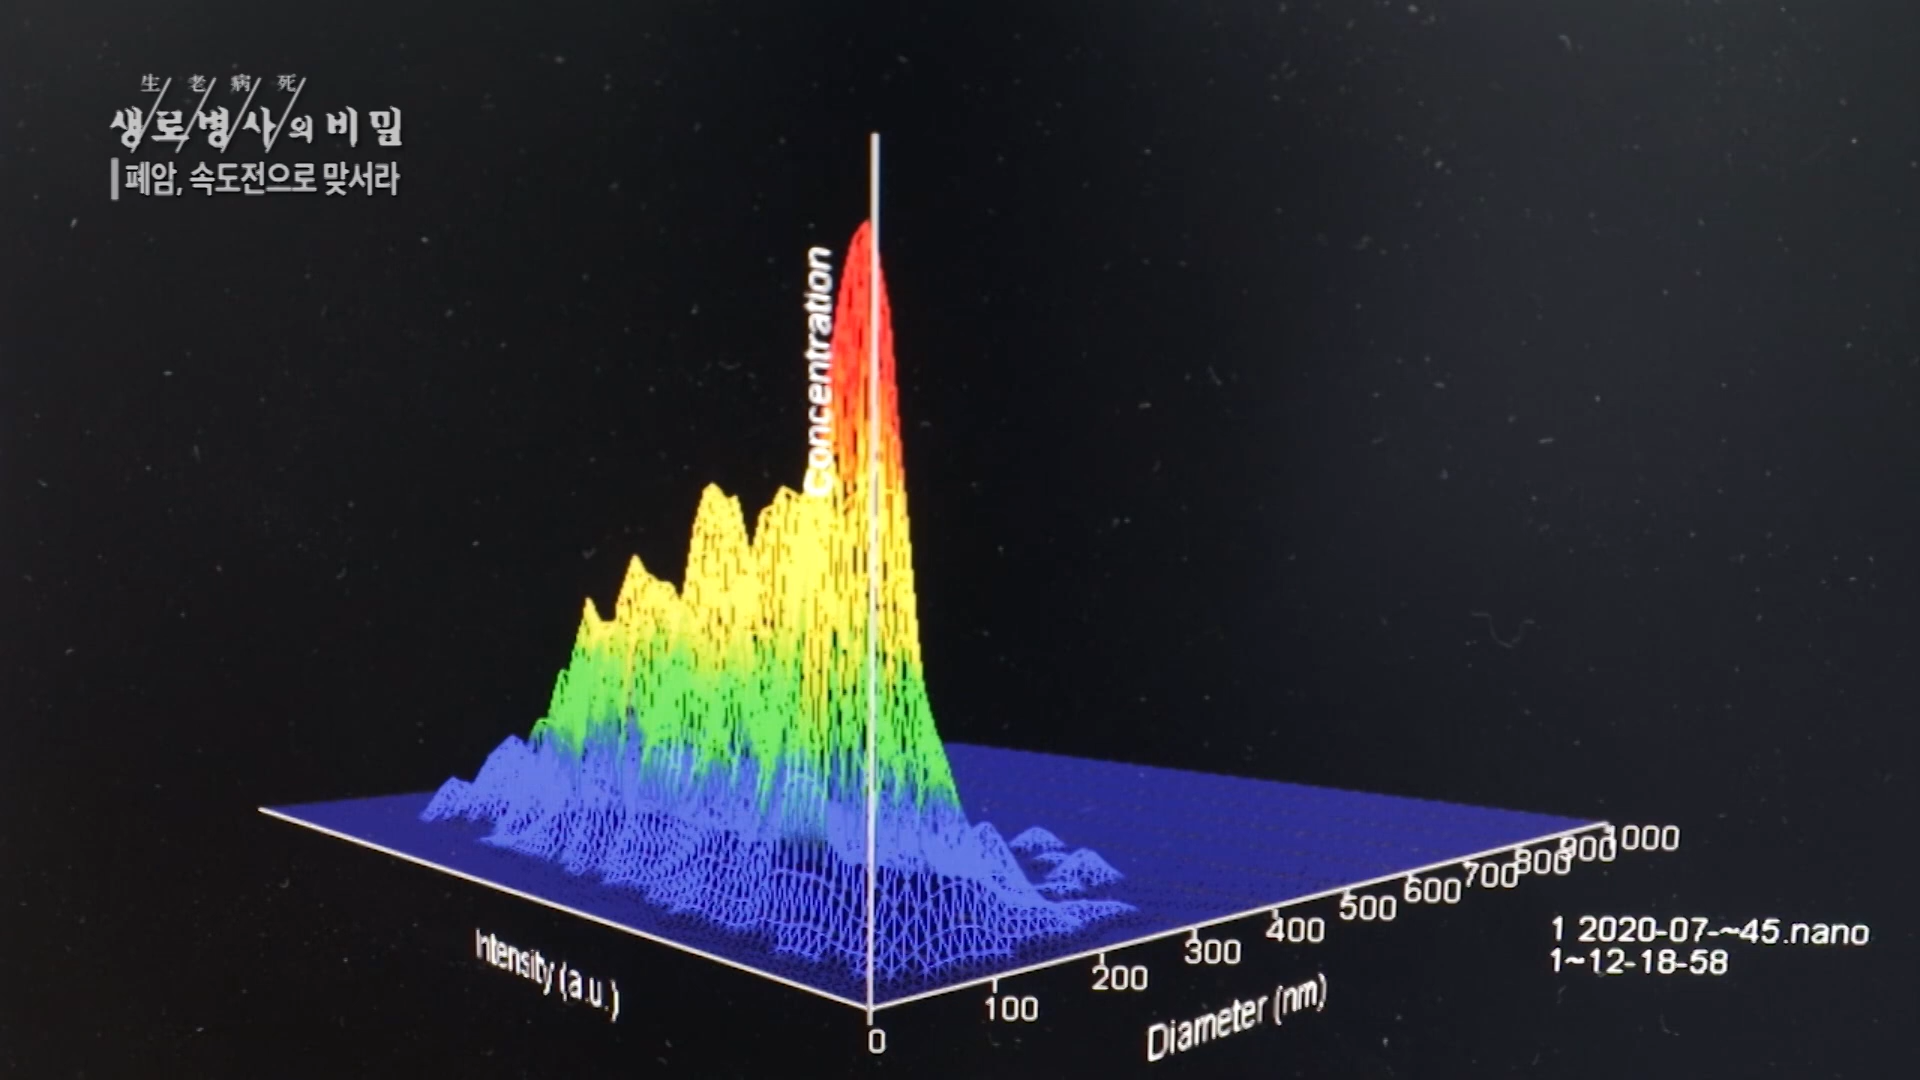 生老病死
생로병사의 비밀
폐암, 속도전으로 맞서라
Concentration
Intensity (a.u.)
0
100
200
300
400
500
600
700
800
900
1000
Diameter (nm)
1 2020-07-~45.nano
1~12-18-58